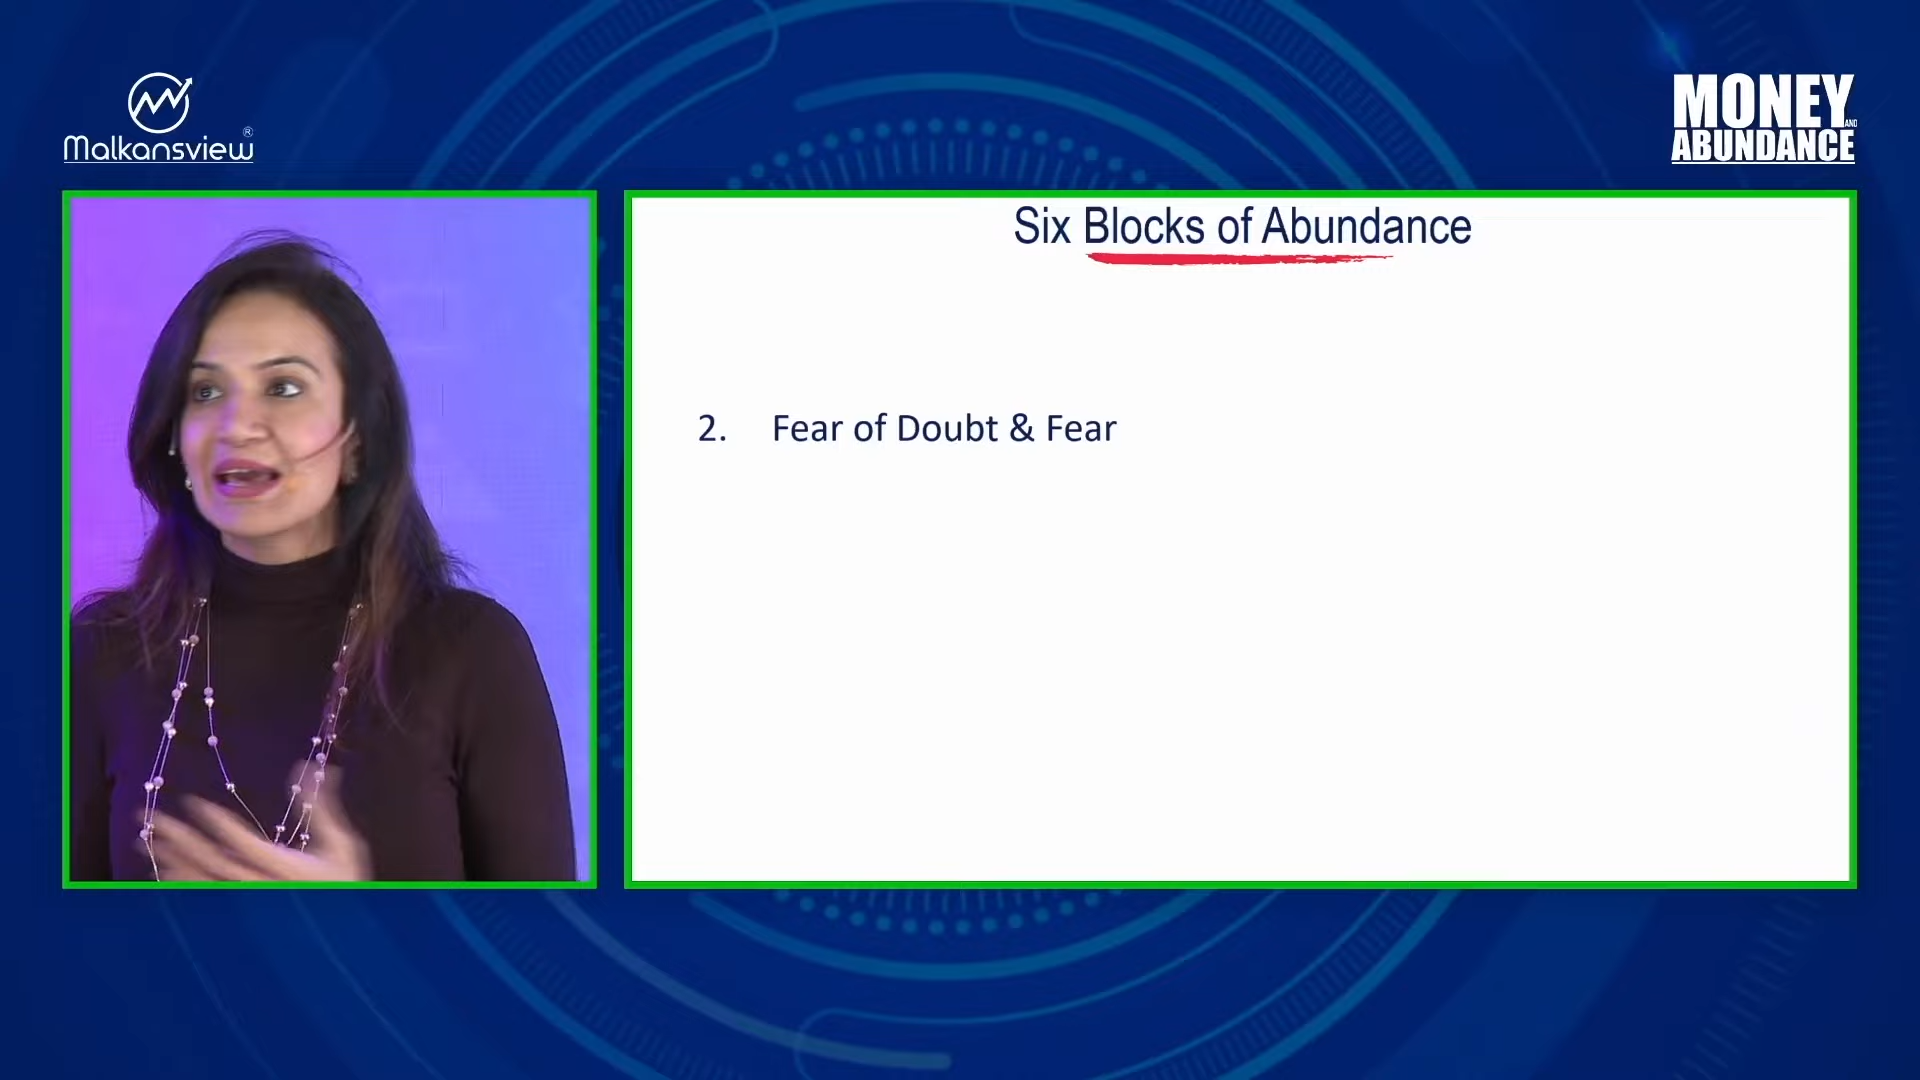 Malkansview®
MONEY
AND
ABUNDANCE
Six Blocks of Abundance
2. Fear of Doubt & Fear